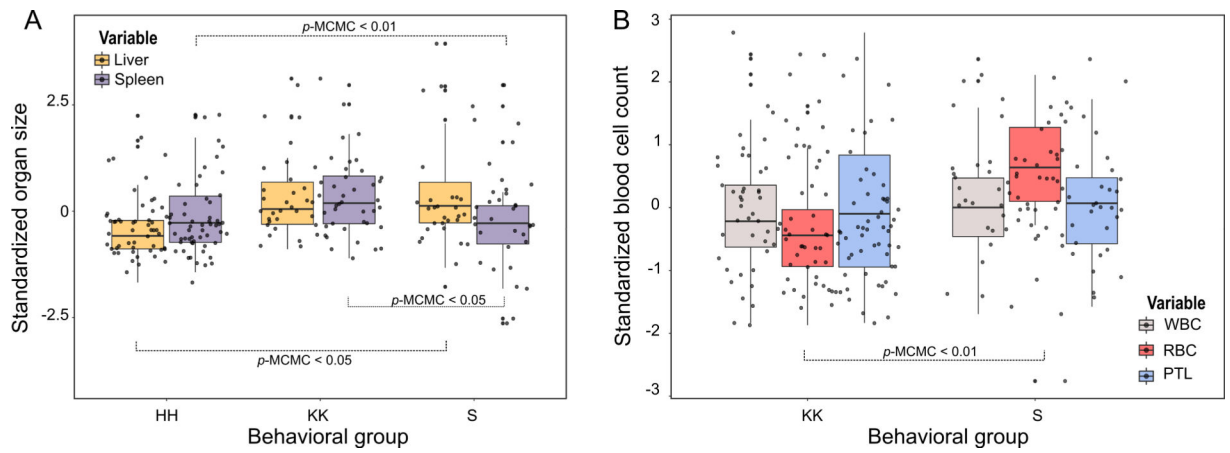 A
Variable
Liver
Spleen
p-MCMC < 0.01
p-MCMC < 0.05
p-MCMC < 0.05
Standardized organ size
2.5
0
-2.5
HH
KK
S
Behavioral group
B
Standardized blood cell count
3
2
1
0
-1
-2
-3
p-MCMC < 0.01
Variable
WBC
RBC
PTL
KK
S
Behavioral group